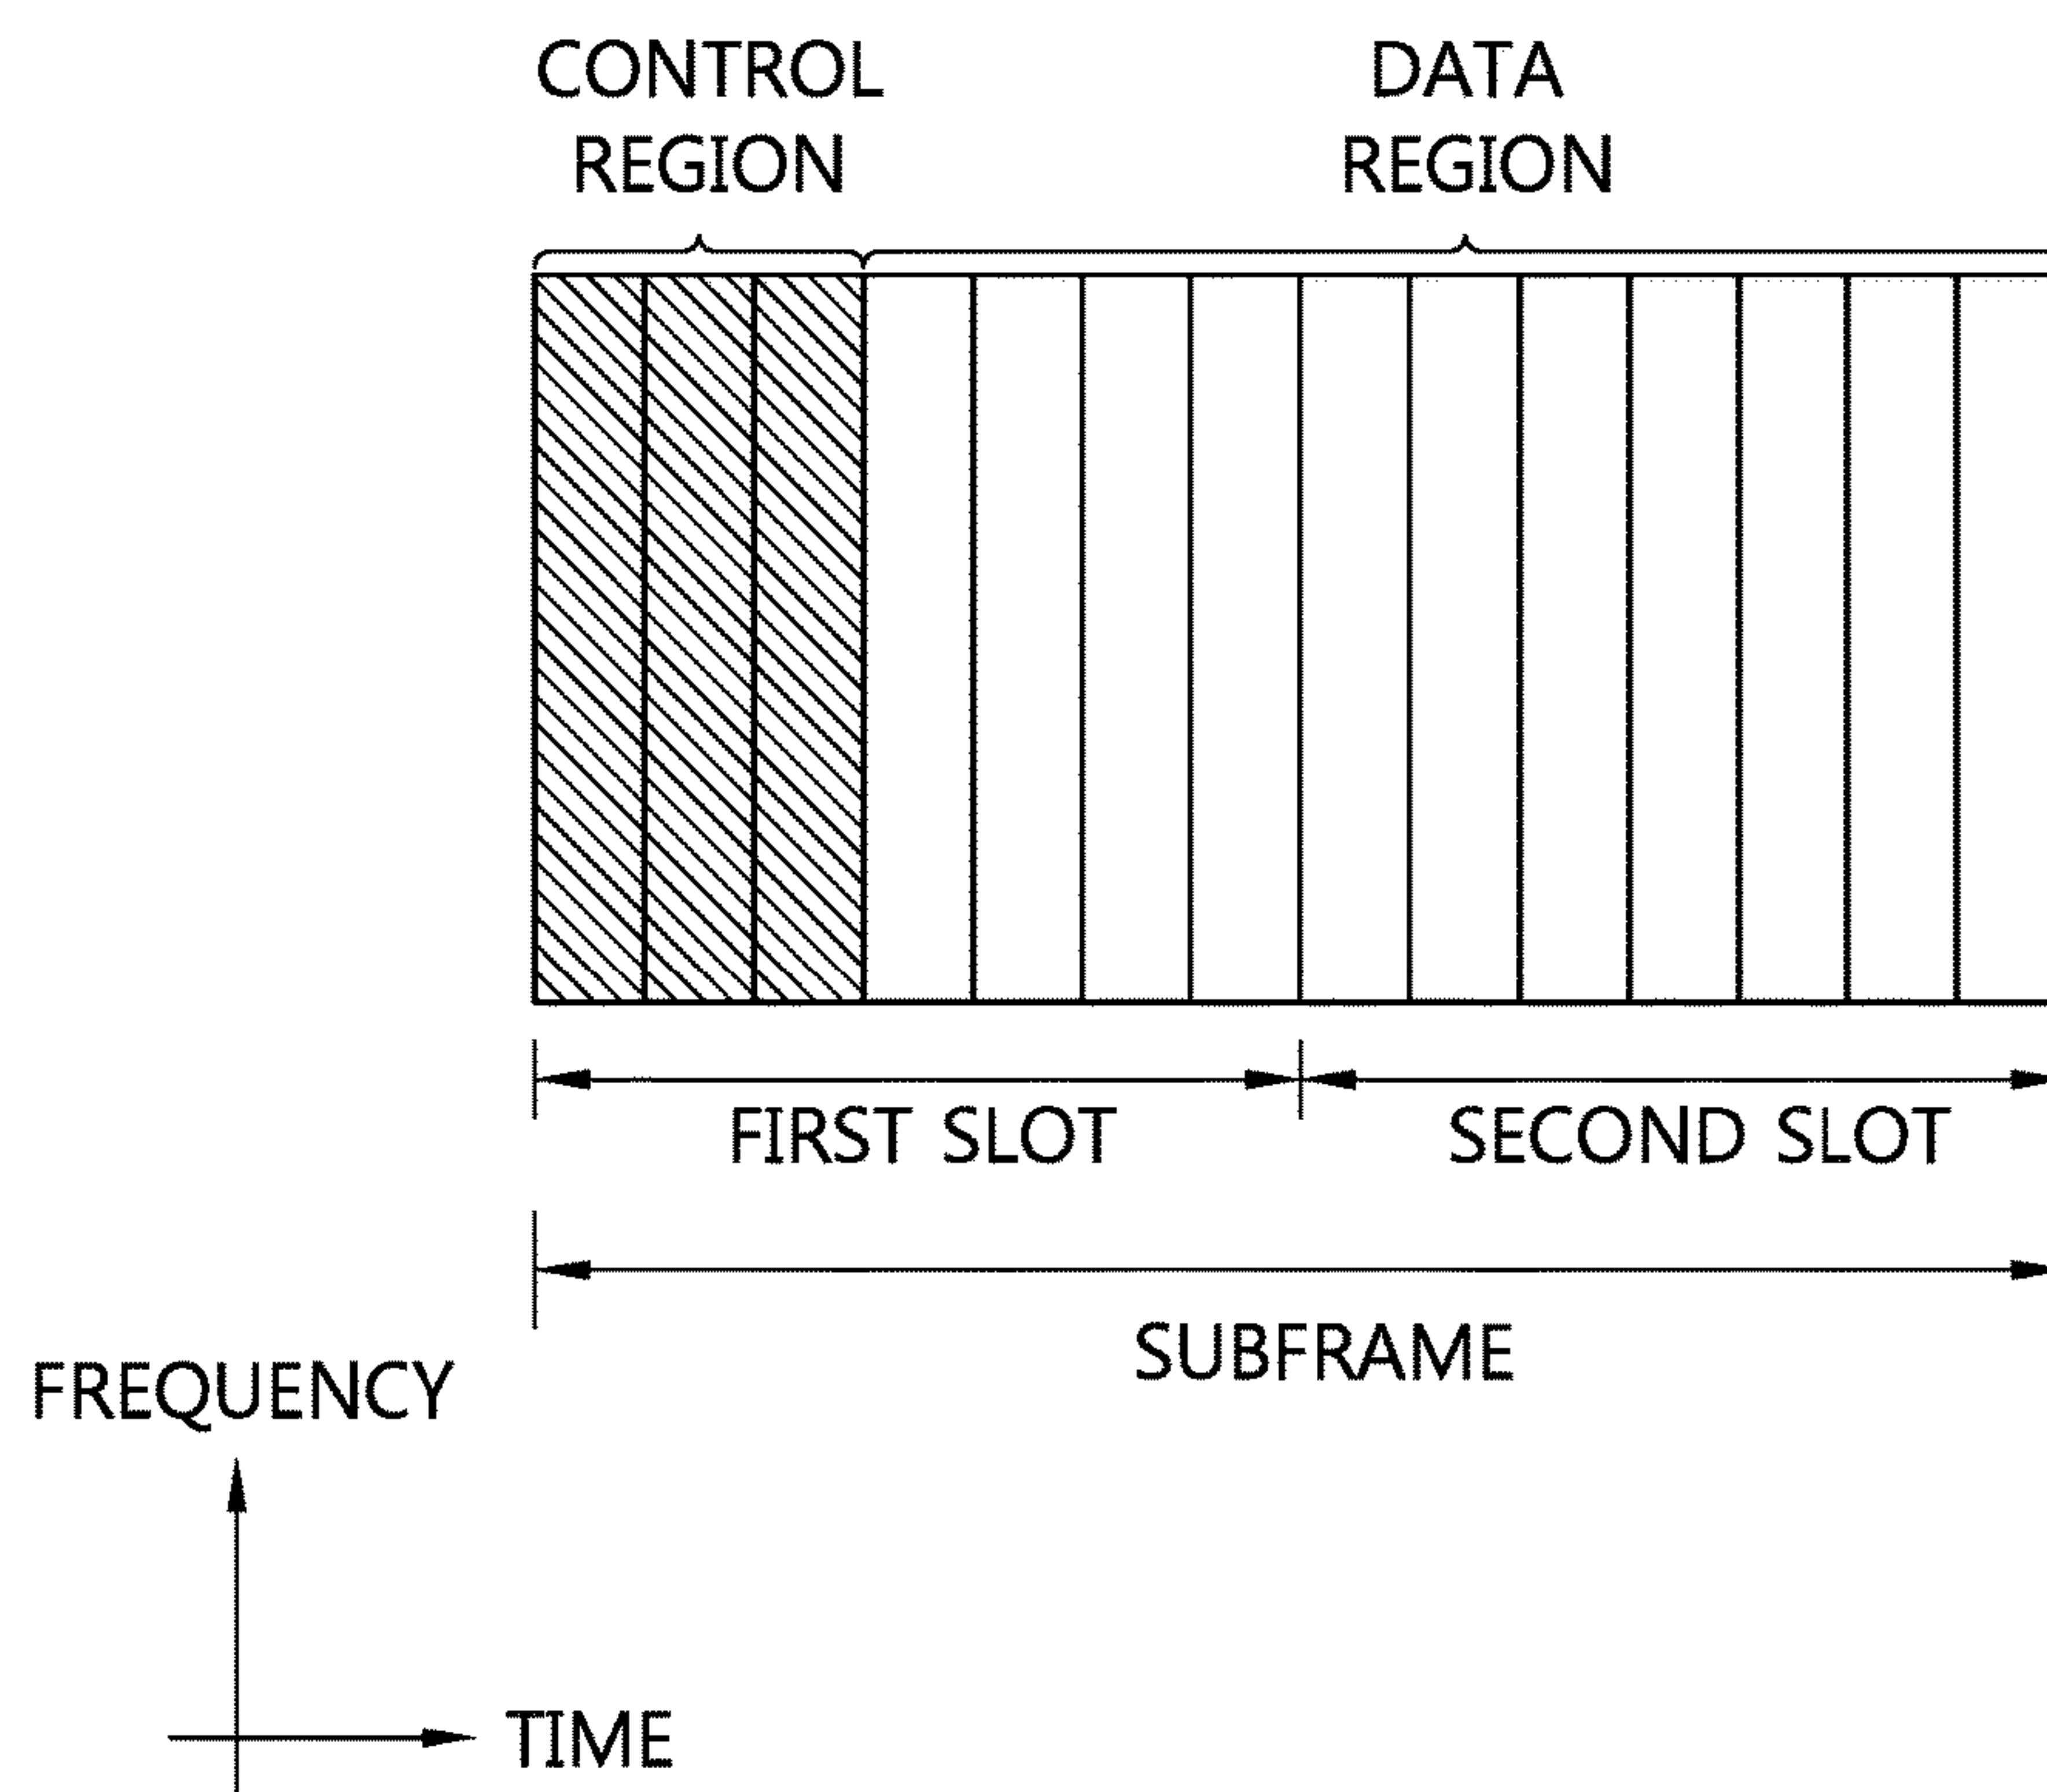 CONTROL
REGION
DATA
REGION
FIRST SLOT
SECOND SLOT
SUBFRAME
FREQUENCY
TIME